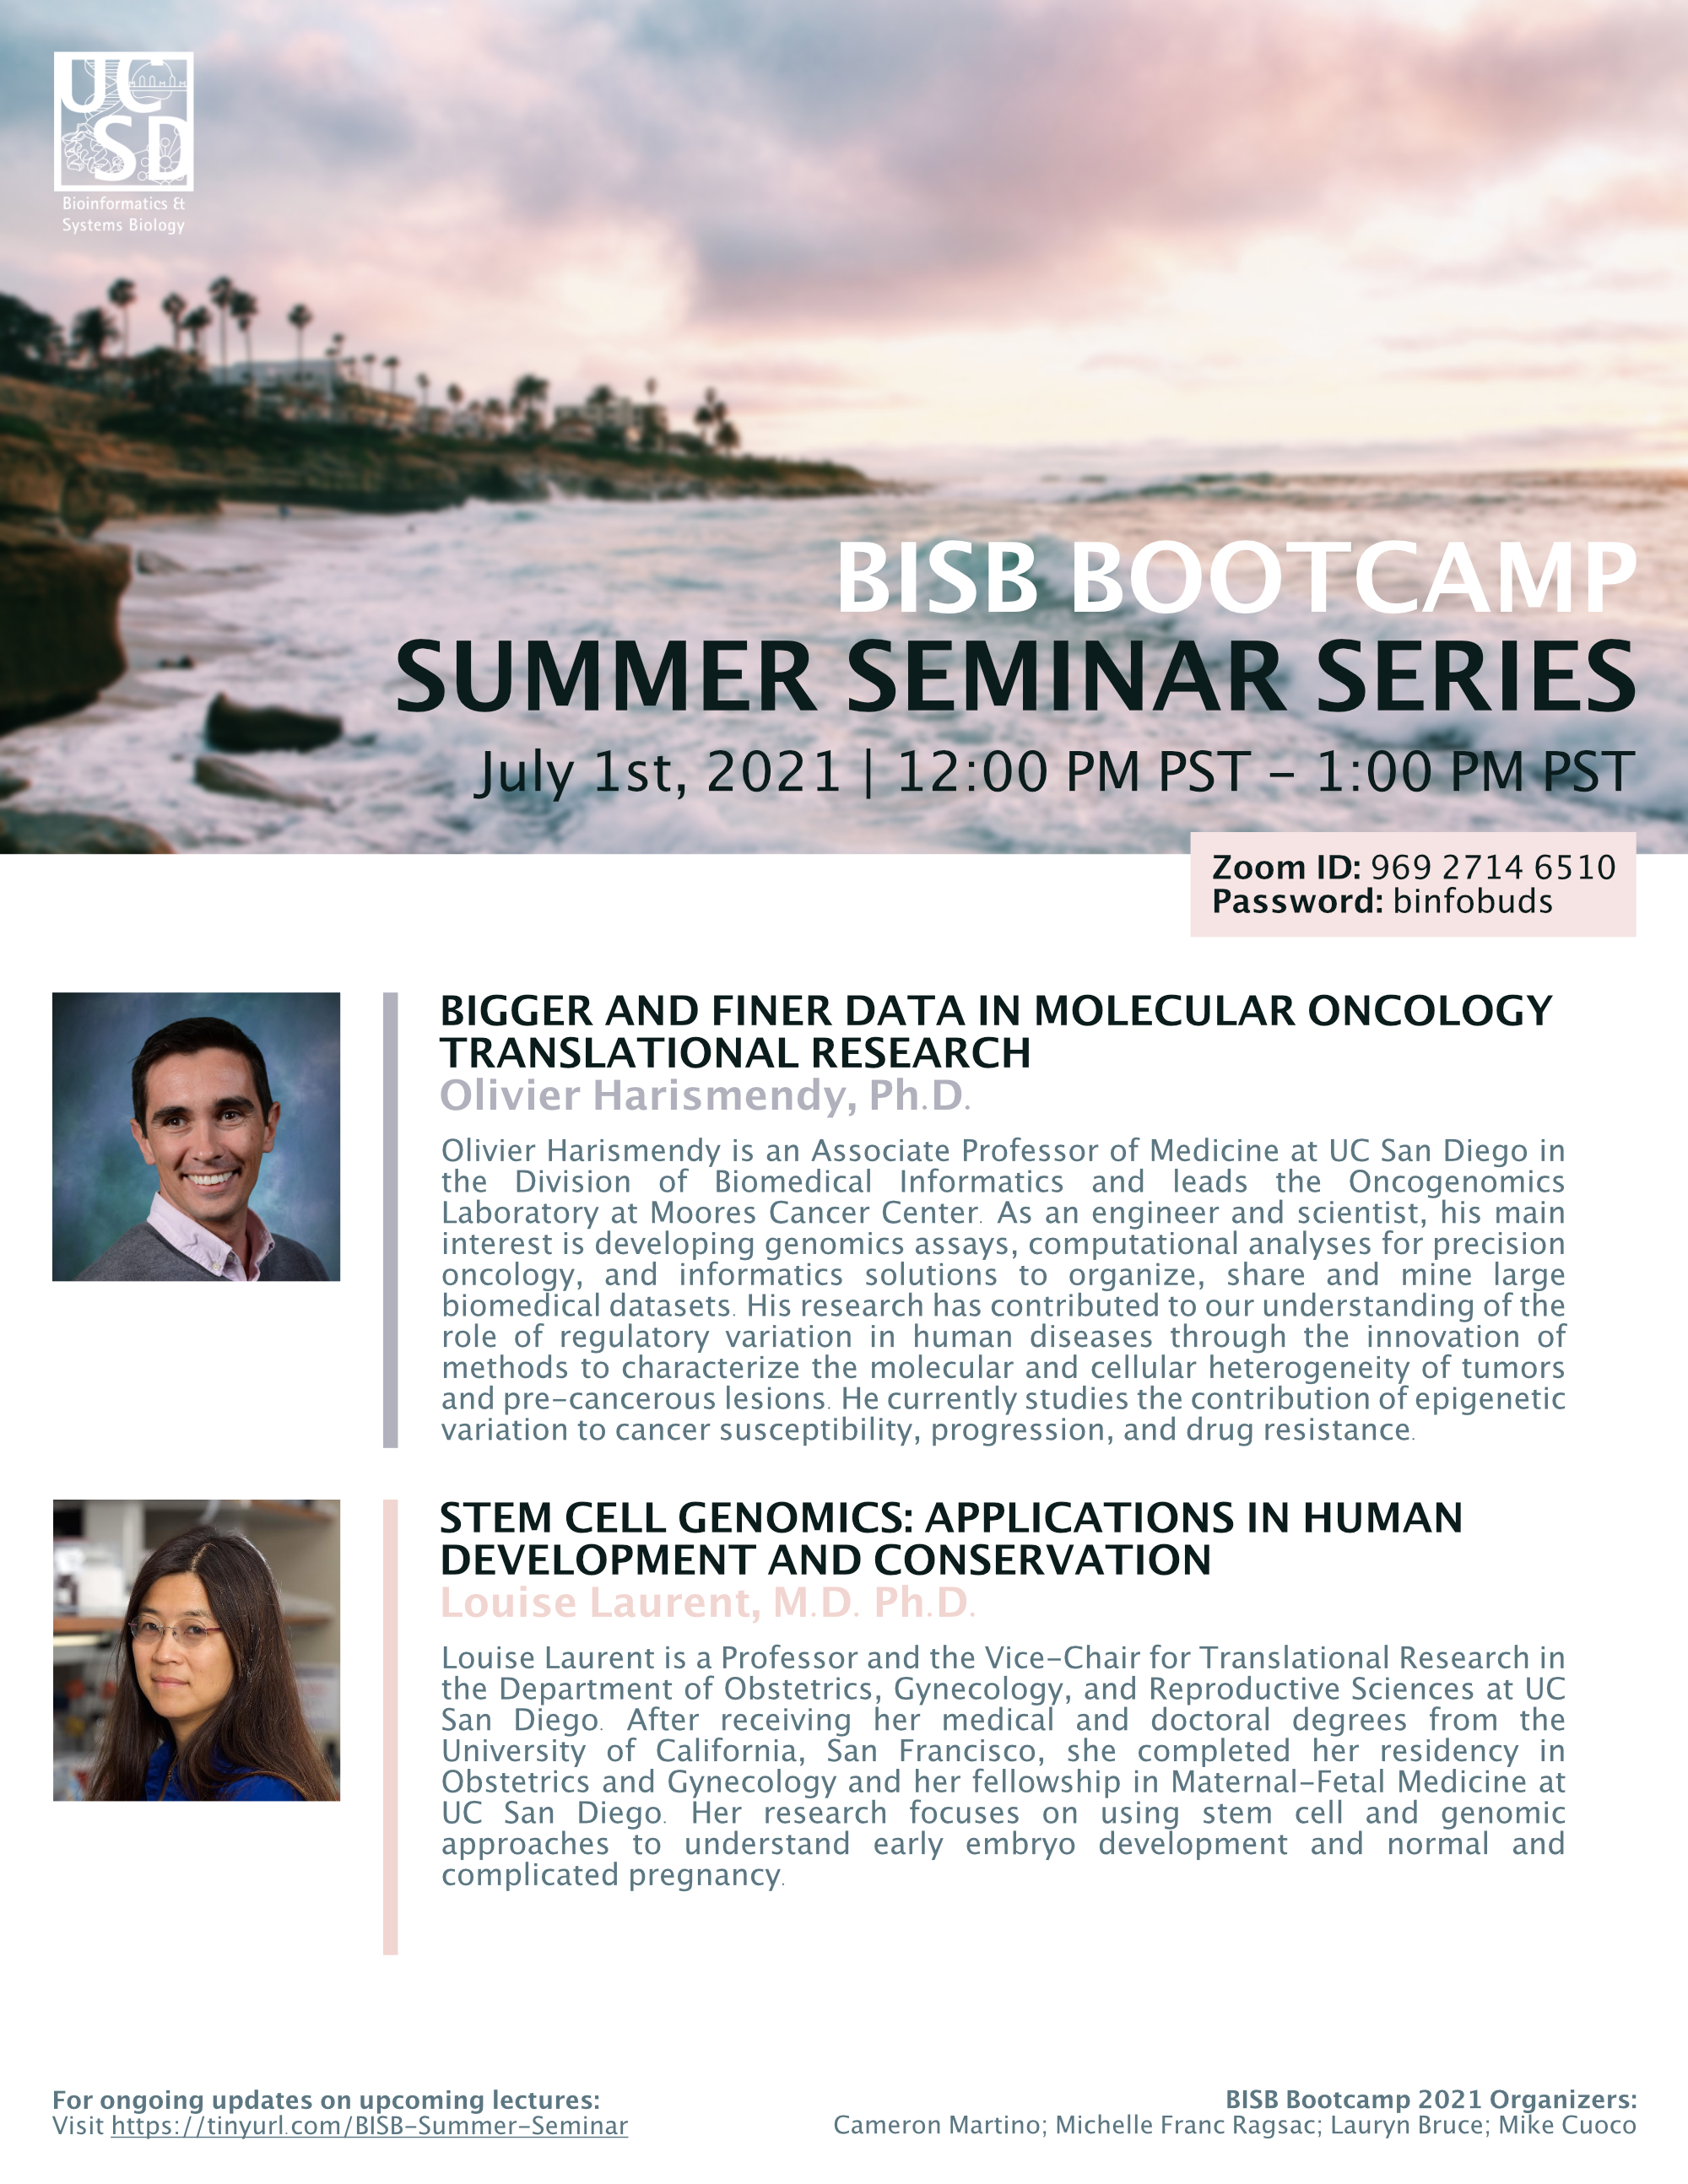 UC
SD
Bioinformatics &
Systems Biology
BISB BOOTCAMP
SUMMER SEMINAR SERIES
July 1st, 2021 | 12:00 PM PST – 1:00 PM PST
Zoom ID: 969 2714 6510
Password: binfobuds
BIGGER AND FINER DATA IN MOLECULAR ONCOLOGY
TRANSLATIONAL RESEARCH
Olivier Harismendy, Ph.D.
Olivier Harismendy is an Associate Professor of Medicine at UC San Diego in
the Division of Biomedical Informatics and leads the Oncogenomics
Laboratory at Moores Cancer Center. As an engineer and scientist, his main
interest is developing genomics assays, computational analyses for precision
oncology, and informatics solutions to organize, share and mine large
biomedical datasets. His research has contributed to our understanding of the
role of regulatory variation in human diseases through the innovation of
methods to characterize the molecular and cellular heterogeneity of tumors
and pre-cancerous lesions. He currently studies the contribution of epigenetic
variation to cancer susceptibility, progression, and drug resistance.
STEM CELL GENOMICS: APPLICATIONS IN HUMAN
DEVELOPMENT AND CONSERVATION
Louise Laurent, M.D. Ph.D.
Louise Laurent is a Professor and the Vice-Chair for Translational Research in
the Department of Obstetrics, Gynecology, and Reproductive Sciences at UC
San Diego. After receiving her medical and doctoral degrees from the
University of California, San Francisco, she completed her residency in
Obstetrics and Gynecology and her fellowship in Maternal-Fetal Medicine at
UC San Diego. Her research focuses on using stem cell and genomic
approaches to understand early embryo development and normal and
complicated pregnancy.
For ongoing updates on upcoming lectures:
Visit https://tinyurl.com/BISB-Summer-Seminar
BISB Bootcamp 2021 Organizers:
Cameron Martino; Michelle Franc Ragsac; Lauryn Bruce; Mike Cuoco